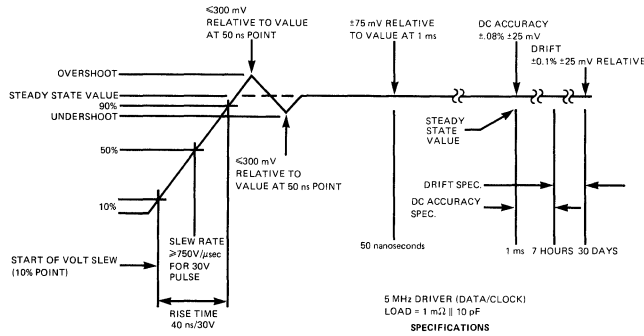 ≤300 mV
RELATIVE TO VALUE
AT 50 ns POINT
±75 mV RELATIVE
TO VALUE AT 1 ms
DC ACCURACY
±.08% ±25 mV
DRIFT
±0.1% ±25 mV RELATIVE
OVERSHOOT
STEADY STATE VALUE
90%
UNDERSHOOT
50%
10%
≤300 mV
RELATIVE TO
VALUE AT 50 ns POINT
STEADY
STATE
VALUE
DRIFT SPEC.
DC ACCURACY
SPEC.
START OF VOLT SLEW
(10% POINT)
SLEW RATE
≥750V/μsec
FOR 30V
PULSE
50 nanoseconds
1 ms 7 HOURS 30 DAYS
RISE TIME
40 ns/30V
5 MHz DRIVER (DATA/CLOCK)
LOAD = 1 mΩ || 10 pF
SPECIFICATIONS